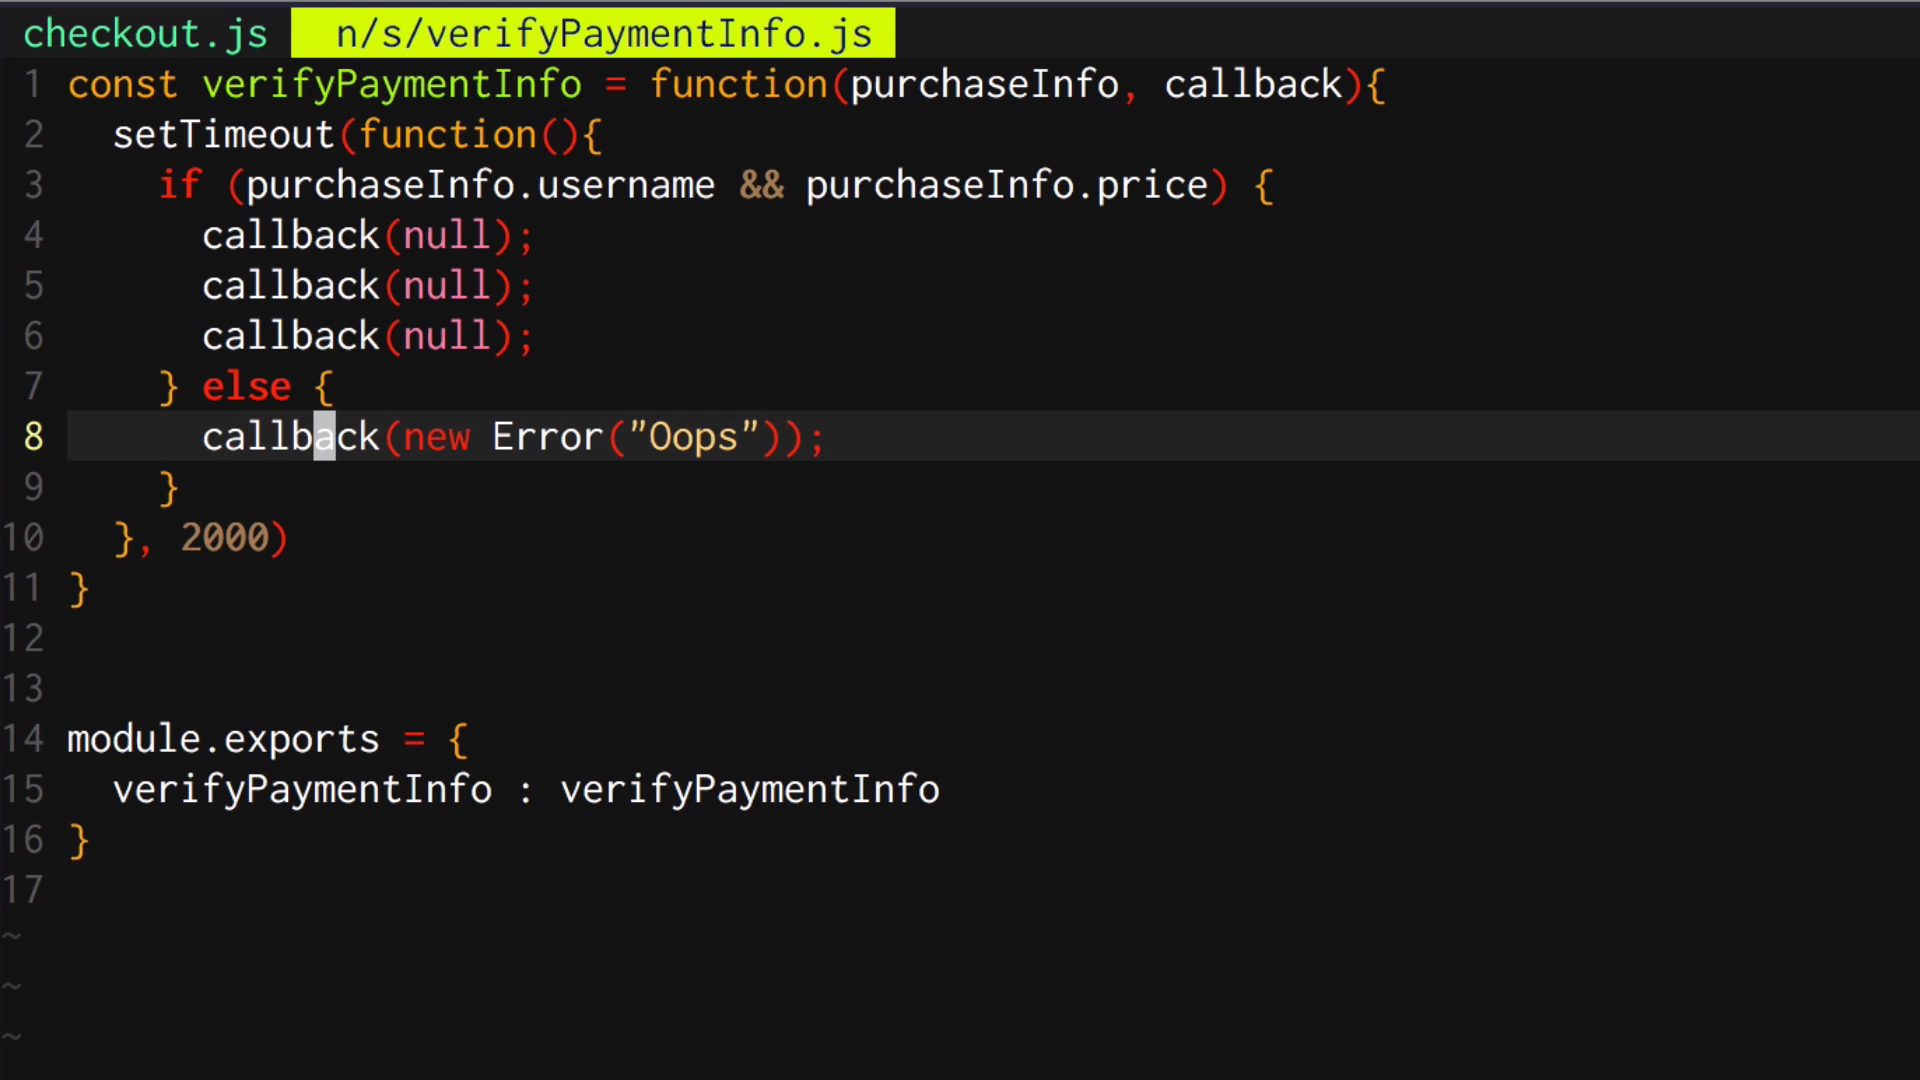 checkout.js n/s/verifyPaymentInfo.js
1 const verifyPaymentInfo = function(purchaseInfo, callback){
2   setTimeout(function(){
3     if (purchaseInfo.username && purchaseInfo.price) {
4       callback(null);
5       callback(null);
6       callback(null);
7     } else {
8       callback(new Error("Oops"));
9     }
10   }, 2000)
11 }
12
13
14 module.exports = {
15   verifyPaymentInfo : verifyPaymentInfo
16 }
17
~
~
~